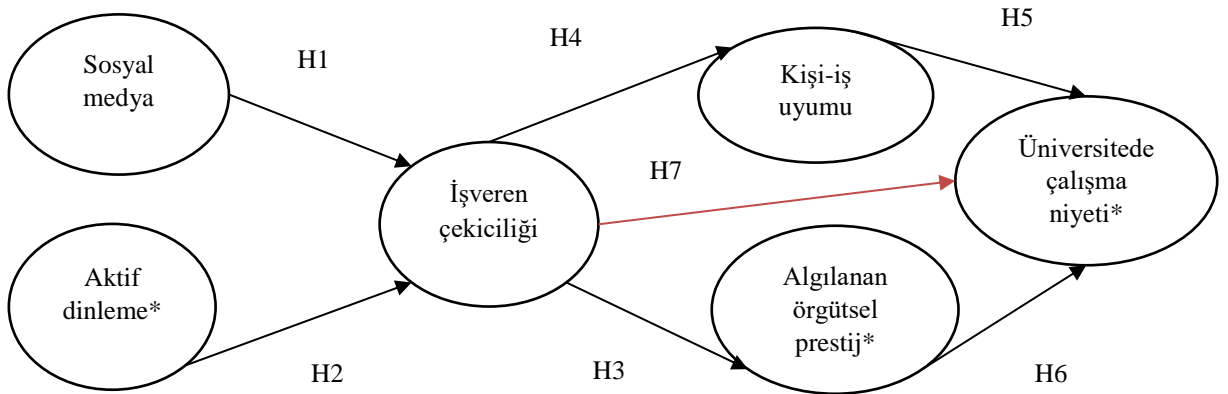 Sosyal
medya
H1
H4
Kişi-iş
uyumu
H5
Üniversitede
çalışma
niyeti*
H7
İşveren
çekiciliği
Aktif
dinleme*
H2
H3
Algılanan
örgütsel
prestij*
H6